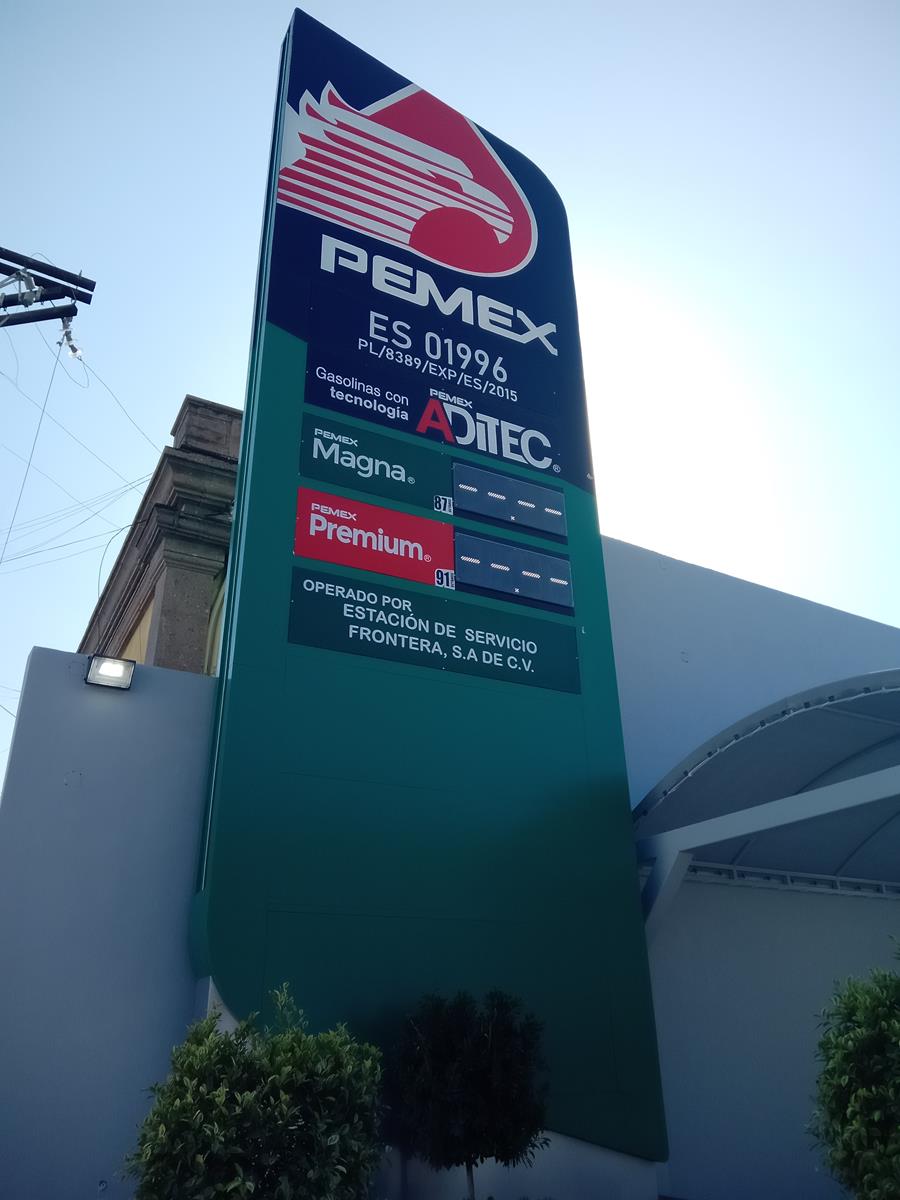 PEMEX
ES 01996
PL/8389/EXP/ES/2015
Gasolinas con
tecnología
PEMEX
ADiTEC®
PEMEX
Magna®
87
PEMEX
Premium®
91
OPERADO POR
ESTACIÓN DE SERVICIO
FRONTERA, S.A DE C.V.